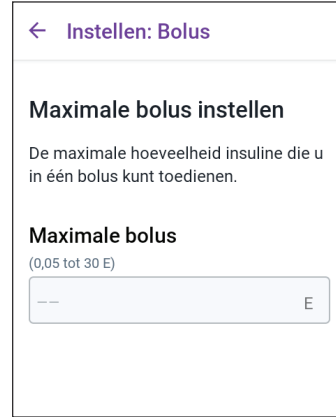 Instellen: Bolus
Maximale bolus instellen
De maximale hoeveelheid insuline die u
in één bolus kunt toedienen.
Maximale bolus
(0,05 tot 30 E)
—— E